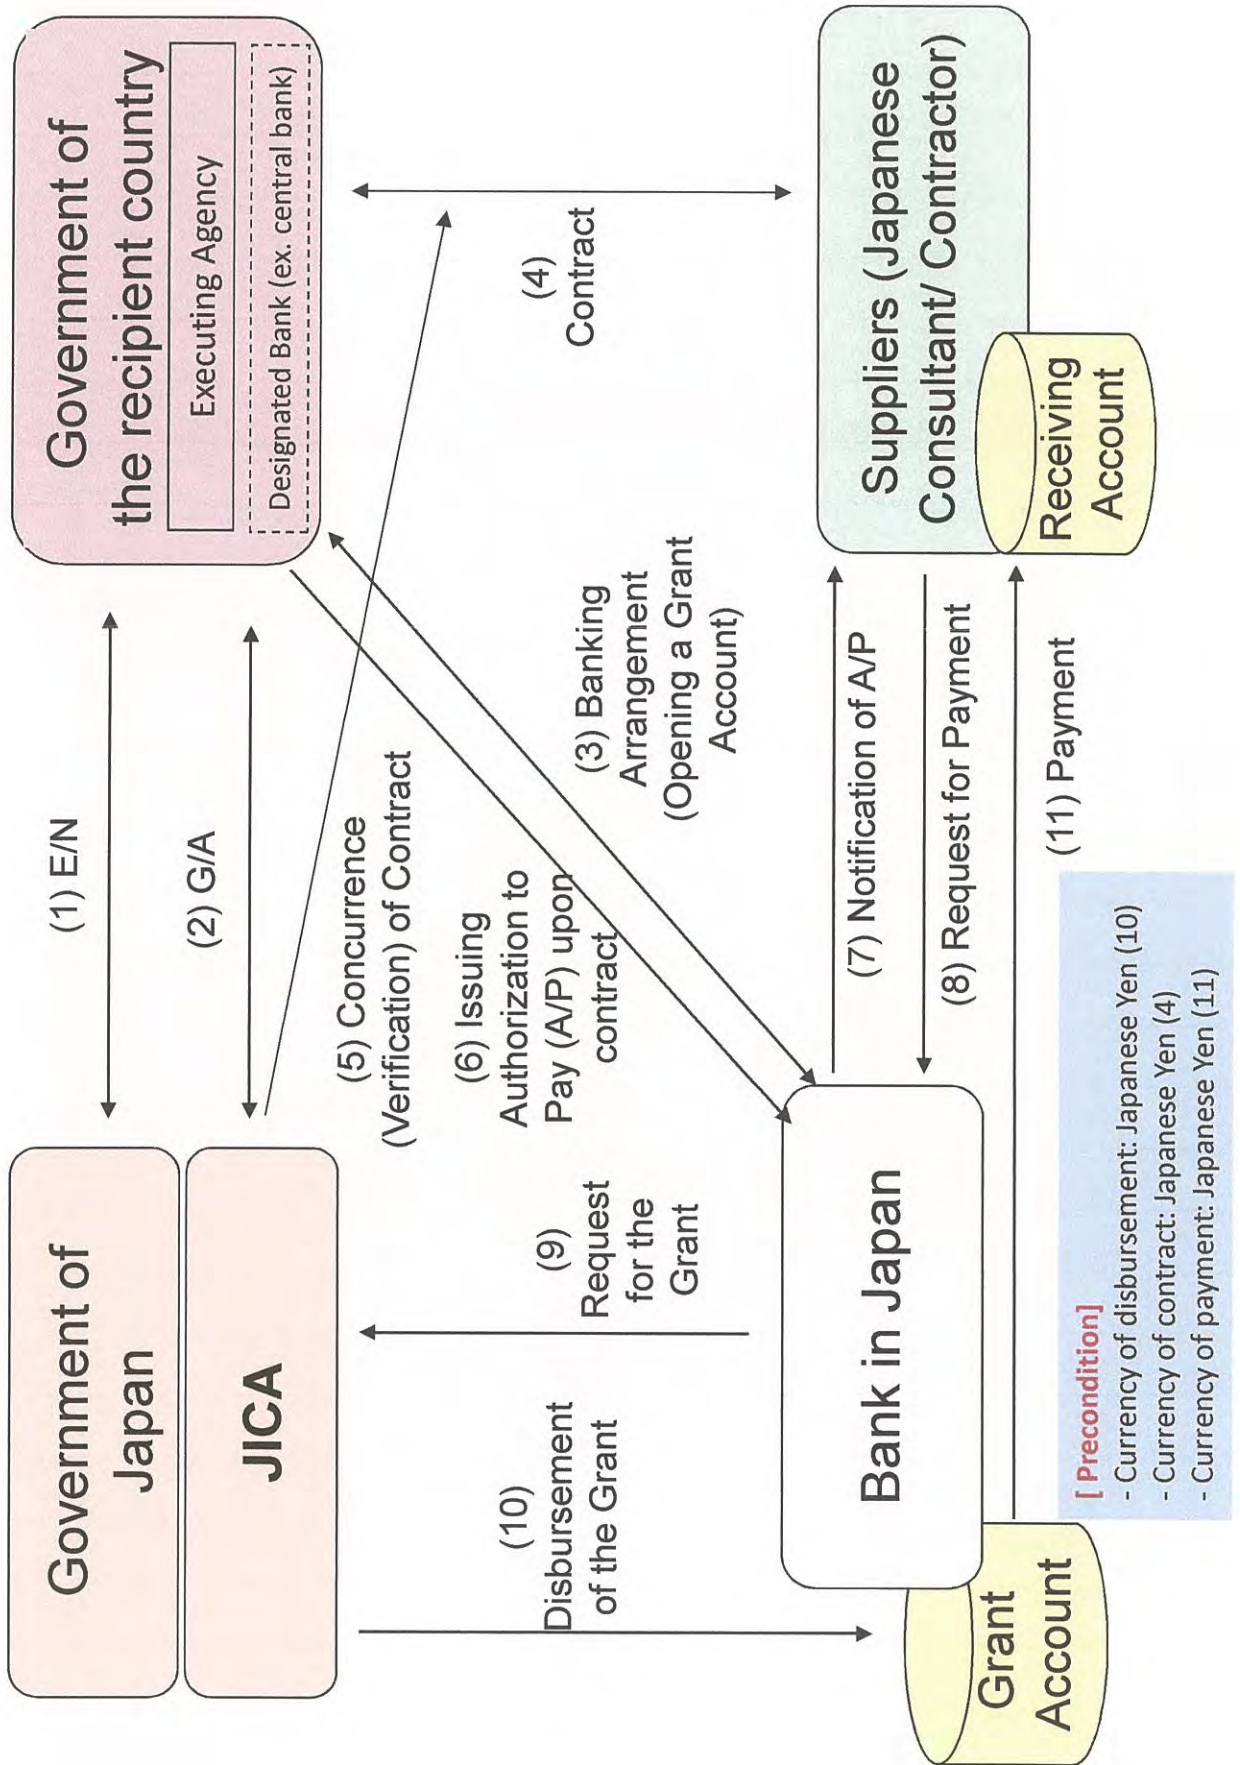 Government of
Japan
JICA
(1) E/N
(2) G/A
Government of
the recipient country
Executing Agency
Designated Bank (ex. central bank)
(5) Concurrence
(Verification) of Contract
(6) Issuing
Authorization to
Pay (A/P) upon
contract
(3) Banking
Arrangement
(Opening a Grant
Account)
(4)
Contract
(10)
Disbursement
of the Grant
(9)
Request
for the
Grant
Bank in Japan
Grant
Account
(7) Notification of A/P
(8) Request for Payment
(11) Payment
Suppliers (Japanese
Consultant/ Contractor)
Receiving
Account
[ Precondition]
- Currency of disbursement: Japanese Yen (10)
- Currency of contract: Japanese Yen (4)
- Currency of payment: Japanese Yen (11)